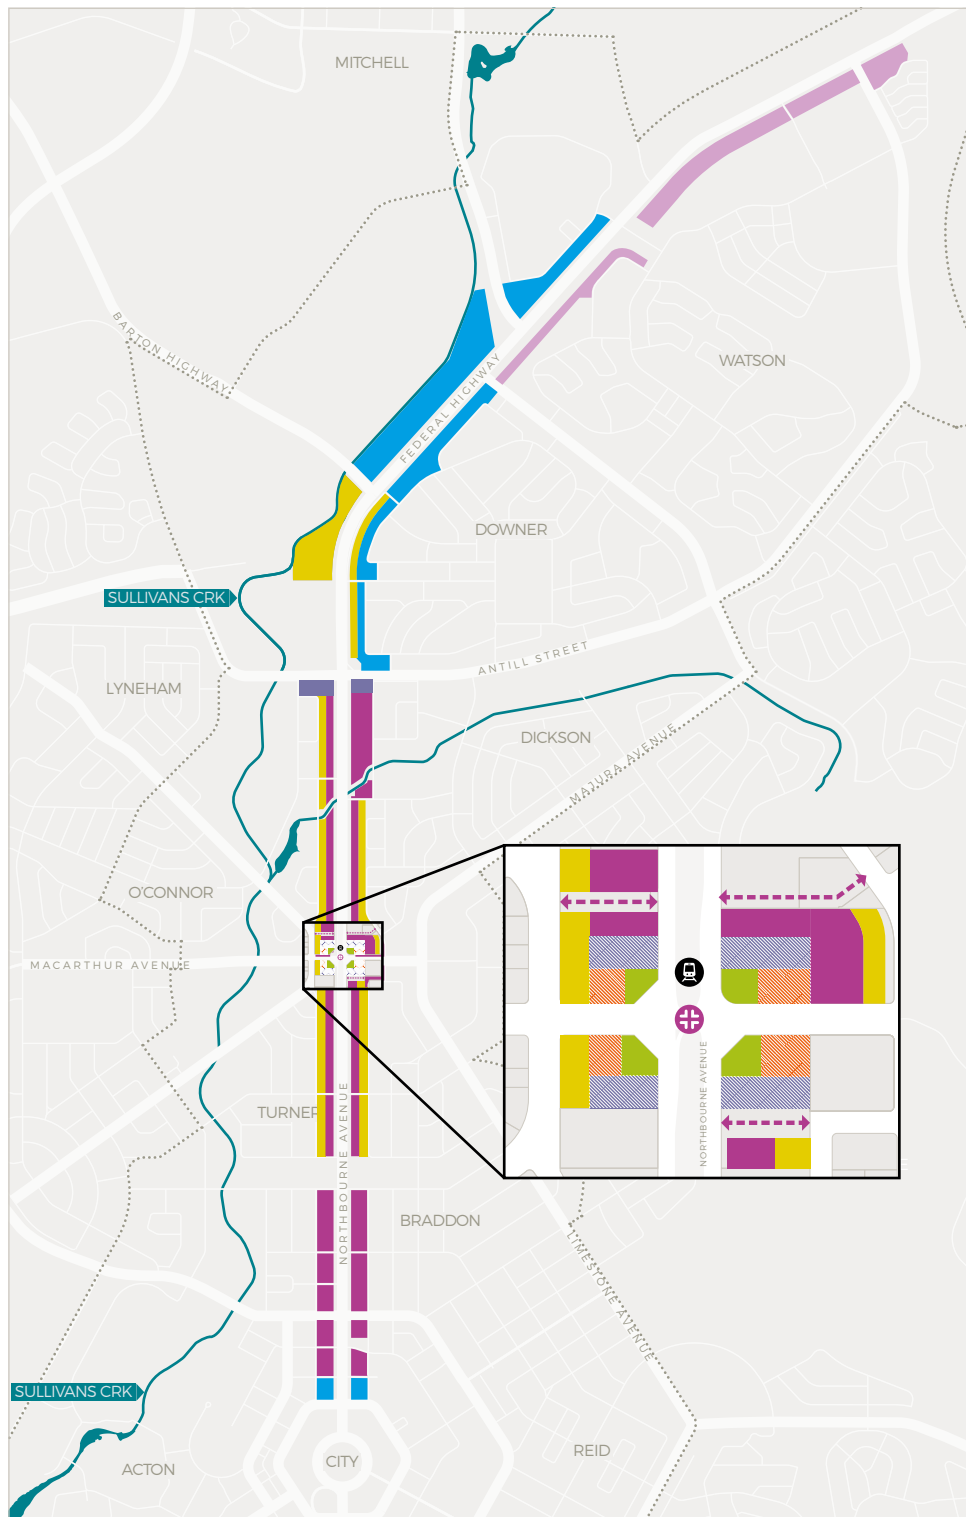 MITCHELL
BARTON HIGHWAY
WATSON
FEDERAL HIGHWAY
DOWNER
SULLIVANS CRK
ANTILL STREET
LYNEHAM
DICKSON
MAJURA AVENUE
O'CONNOR
MACARTHUR AVENUE
NORTHBOURNE AVENUE
TURNER
NORTHBOURNE AVENUE
BRADDON
LIMESTONE AVENUE
SULLIVANS CRK
REID
CITY
ACTON